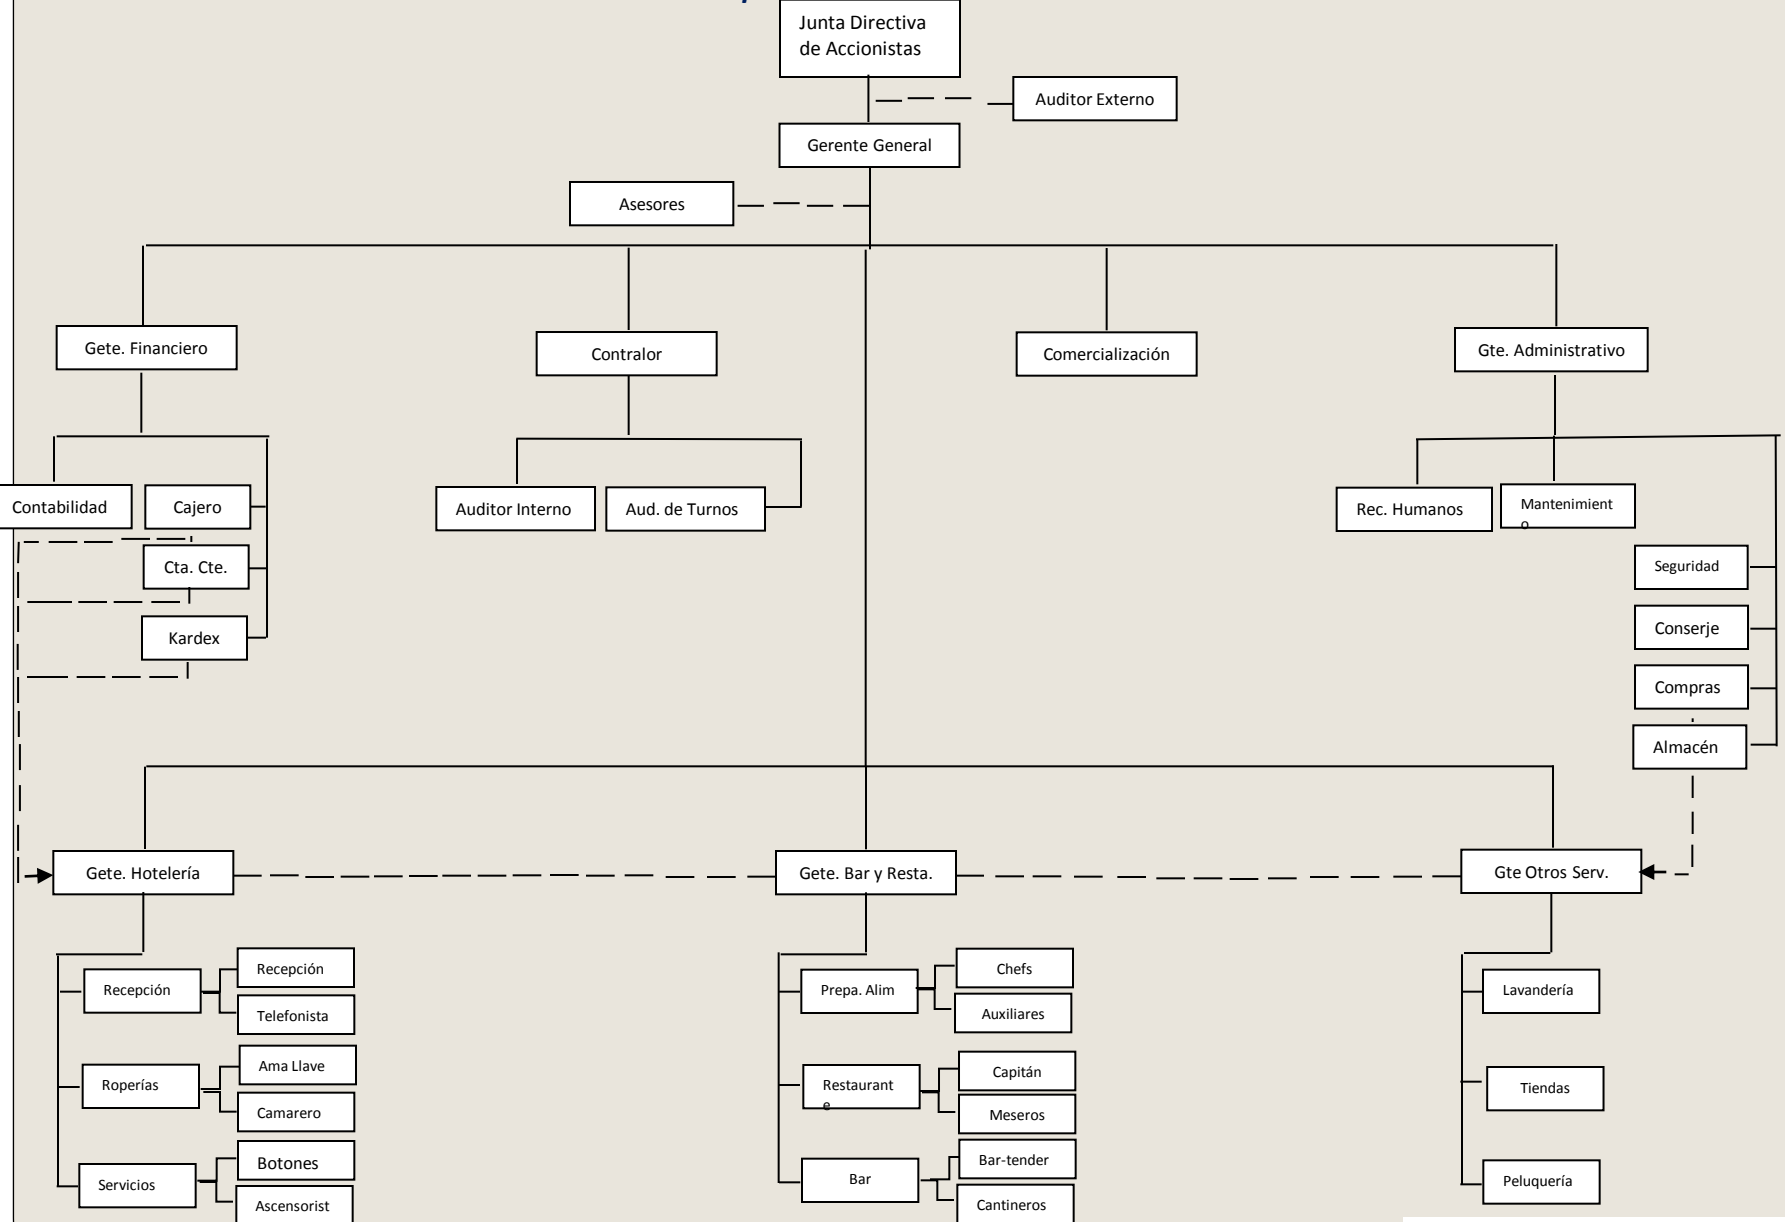 Junta Directiva
de Accionistas
Auditor Externo
Gerente General
Asesores
Gete. Financiero
Contralor
Comercialización
Gte. Administrativo
Contabilidad
Cajero
Auditor Interno
Aud. de Turnos
Rec. Humanos
Mantenimient
o
Cta. Cte.
Seguridad
Kardex
Conserje
Compras
Almacén
Gete. Hotelería
Gete. Bar y Resta.
Gte Otros Serv.
Recepción
Recepción
Telefonista
Prepa. Alim
Chefs
Auxiliares
Lavandería
Roperías
Ama Llave
Camarero
Restaurant
e
Capitán
Meseros
Tiendas
Servicios
Botones
Ascensorist
Bar
Bar-tender
Cantineros
Peluquería